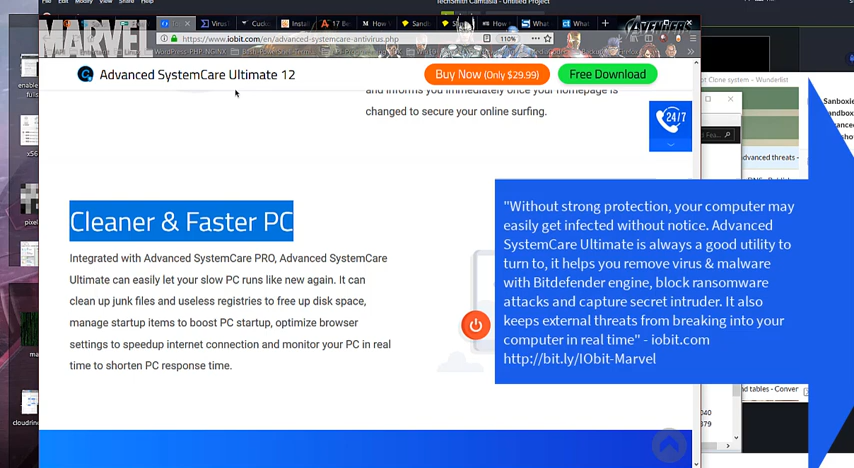 TechSmith Camtasia - Untitled Project
MARVEL
AVENGERS
https://www.iobit.com/en/advanced-systemcare-antivirus.php
110%
Advanced SystemCare Ultimate 12
Buy Now (Only $29.99)
Free Download
and informs you immediately once your homepage is
changed to secure your online surfing.
24/7
Cleaner & Faster PC
Integrated with Advanced SystemCare PRO, Advanced SystemCare
Ultimate can easily let your slow PC runs like new again. It can
clean up junk files and useless registries to free up disk space,
manage startup items to boost PC startup, optimize browser
settings to speedup internet connection and monitor your PC in real
time to shorten PC response time.
"Without strong protection, your computer may
easily get infected without notice. Advanced
SystemCare Ultimate is always a good utility to
turn to, it helps you remove virus & malware
with Bitdefender engine, block ransomware
attacks and capture secret intruder. It also
keeps external threats from breaking into your
computer in real time" - iobit.com
http://bit.ly/IObit-Marvel